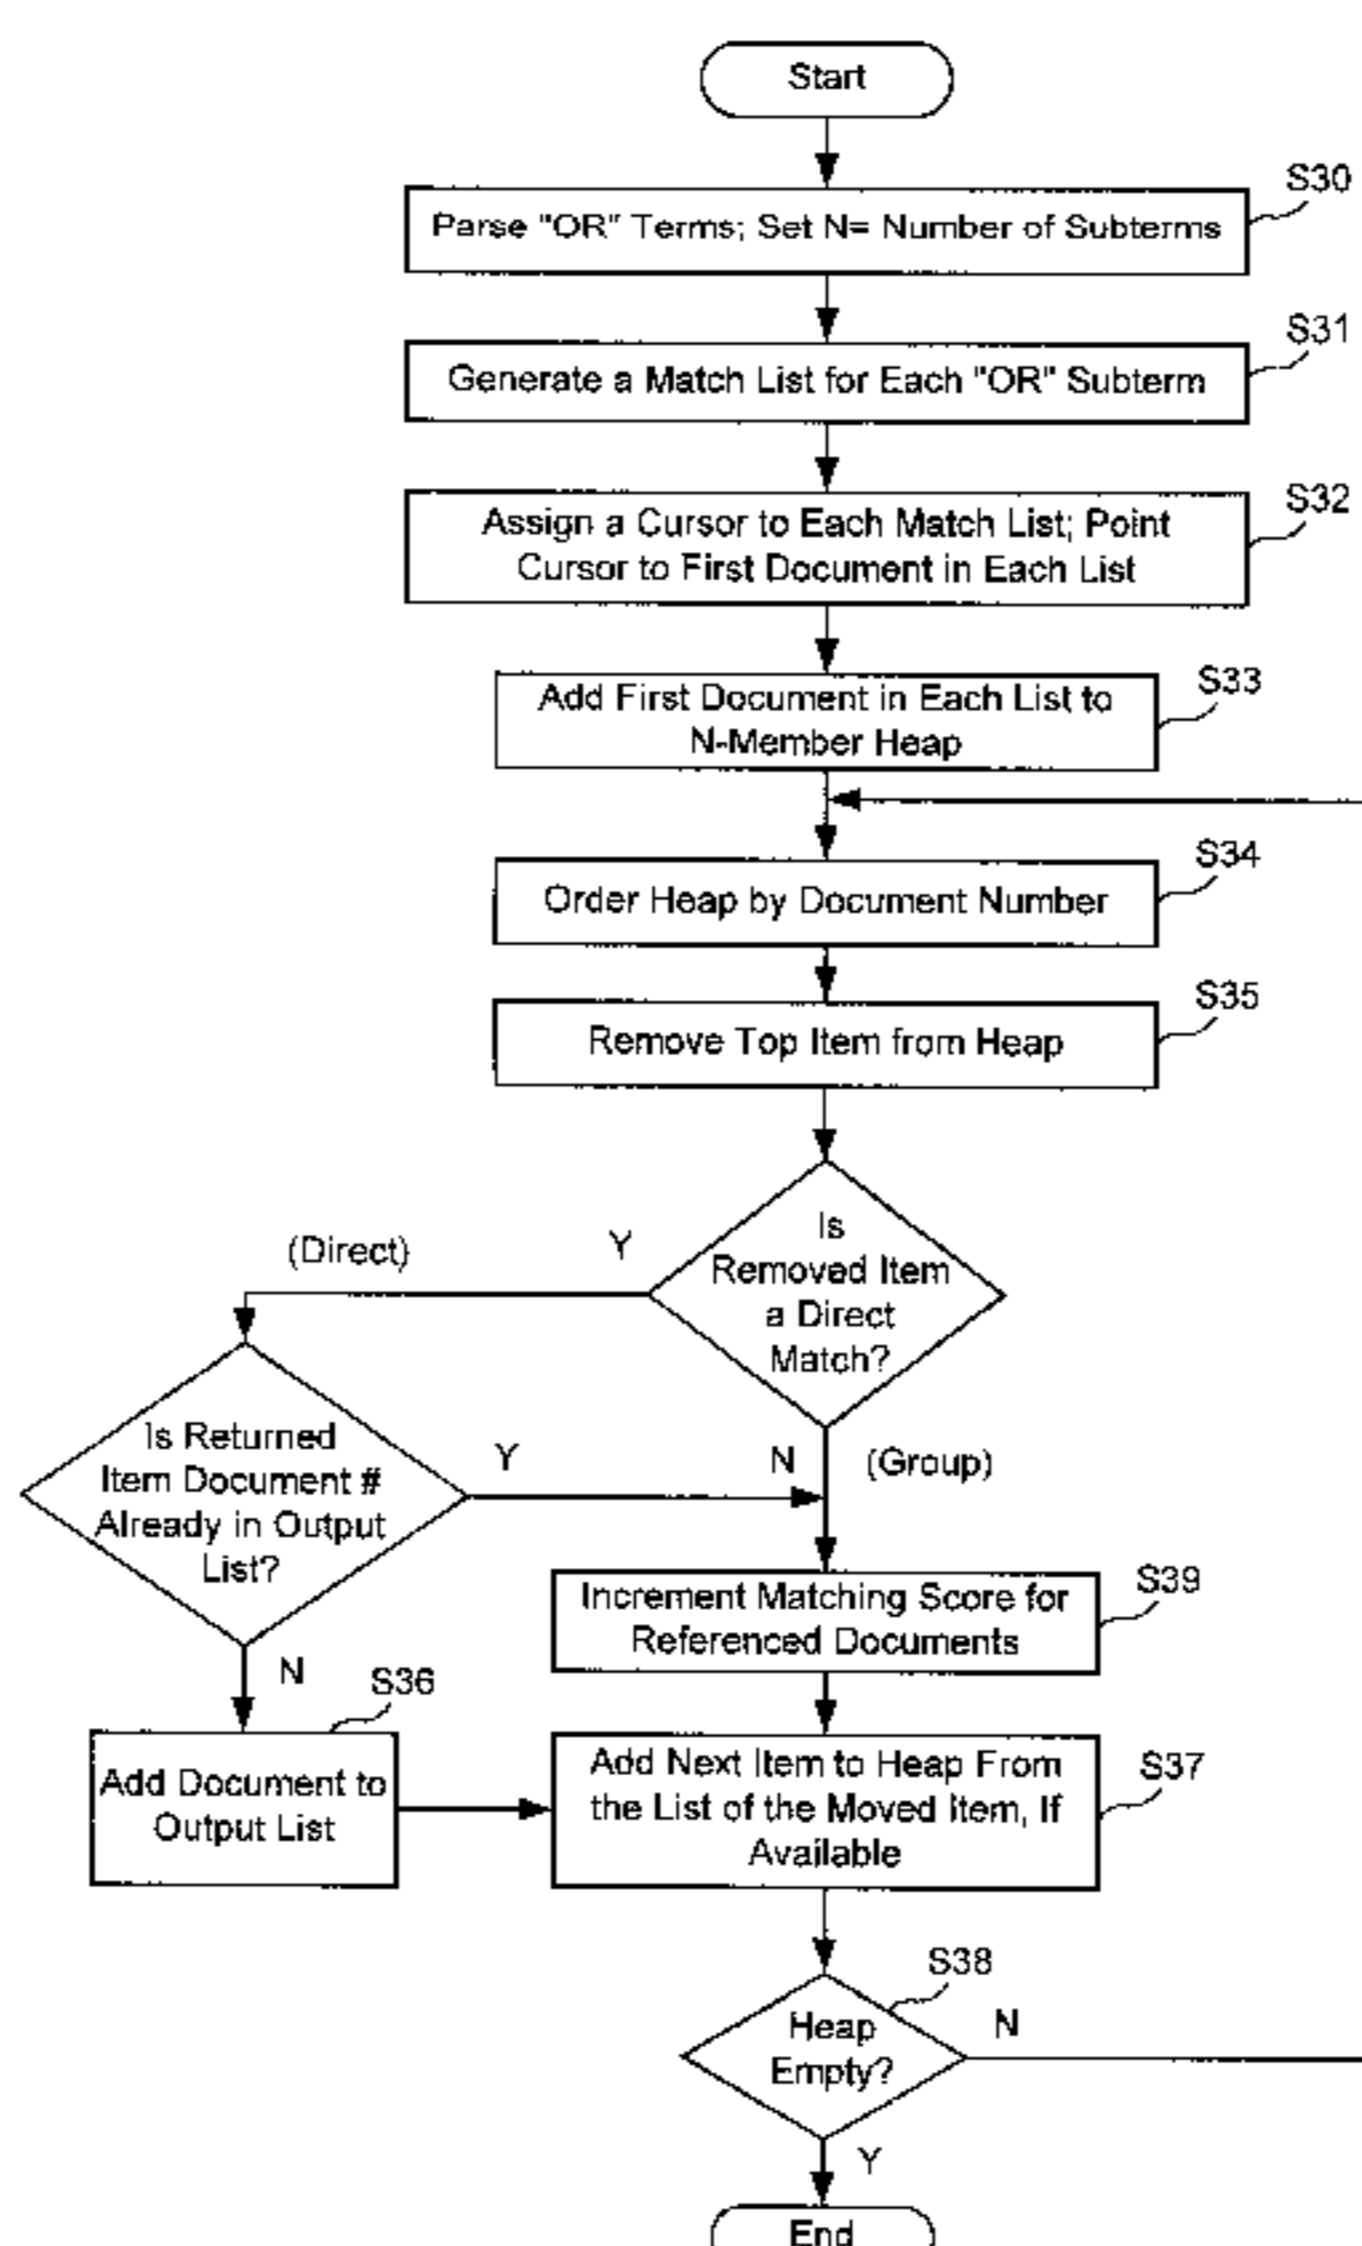 Start
S30
Parse "OR" Terms; Set N= Number of Subterms
S31
Generate a Match List for Each "OR" Subterm
S32
Assign a Cursor to Each Match List; Point
Cursor to First Document in Each List
S33
Add First Document in Each List to
N-Member Heap
S34
Order Heap by Document Number
S35
Remove Top Item from Heap
Is
Removed Item
a Direct
Match?
(Direct)
Y
Is Returned
Item Document #
Already in Output
List?
Y
N
(Group)
S39
Increment Matching Score for
Referenced Documents
N
S36
Add Document to
Output List
S37
Add Next Item to Heap From
the List of the Moved Item, If
Available
S38
Heap
Empty?
N
Y
End